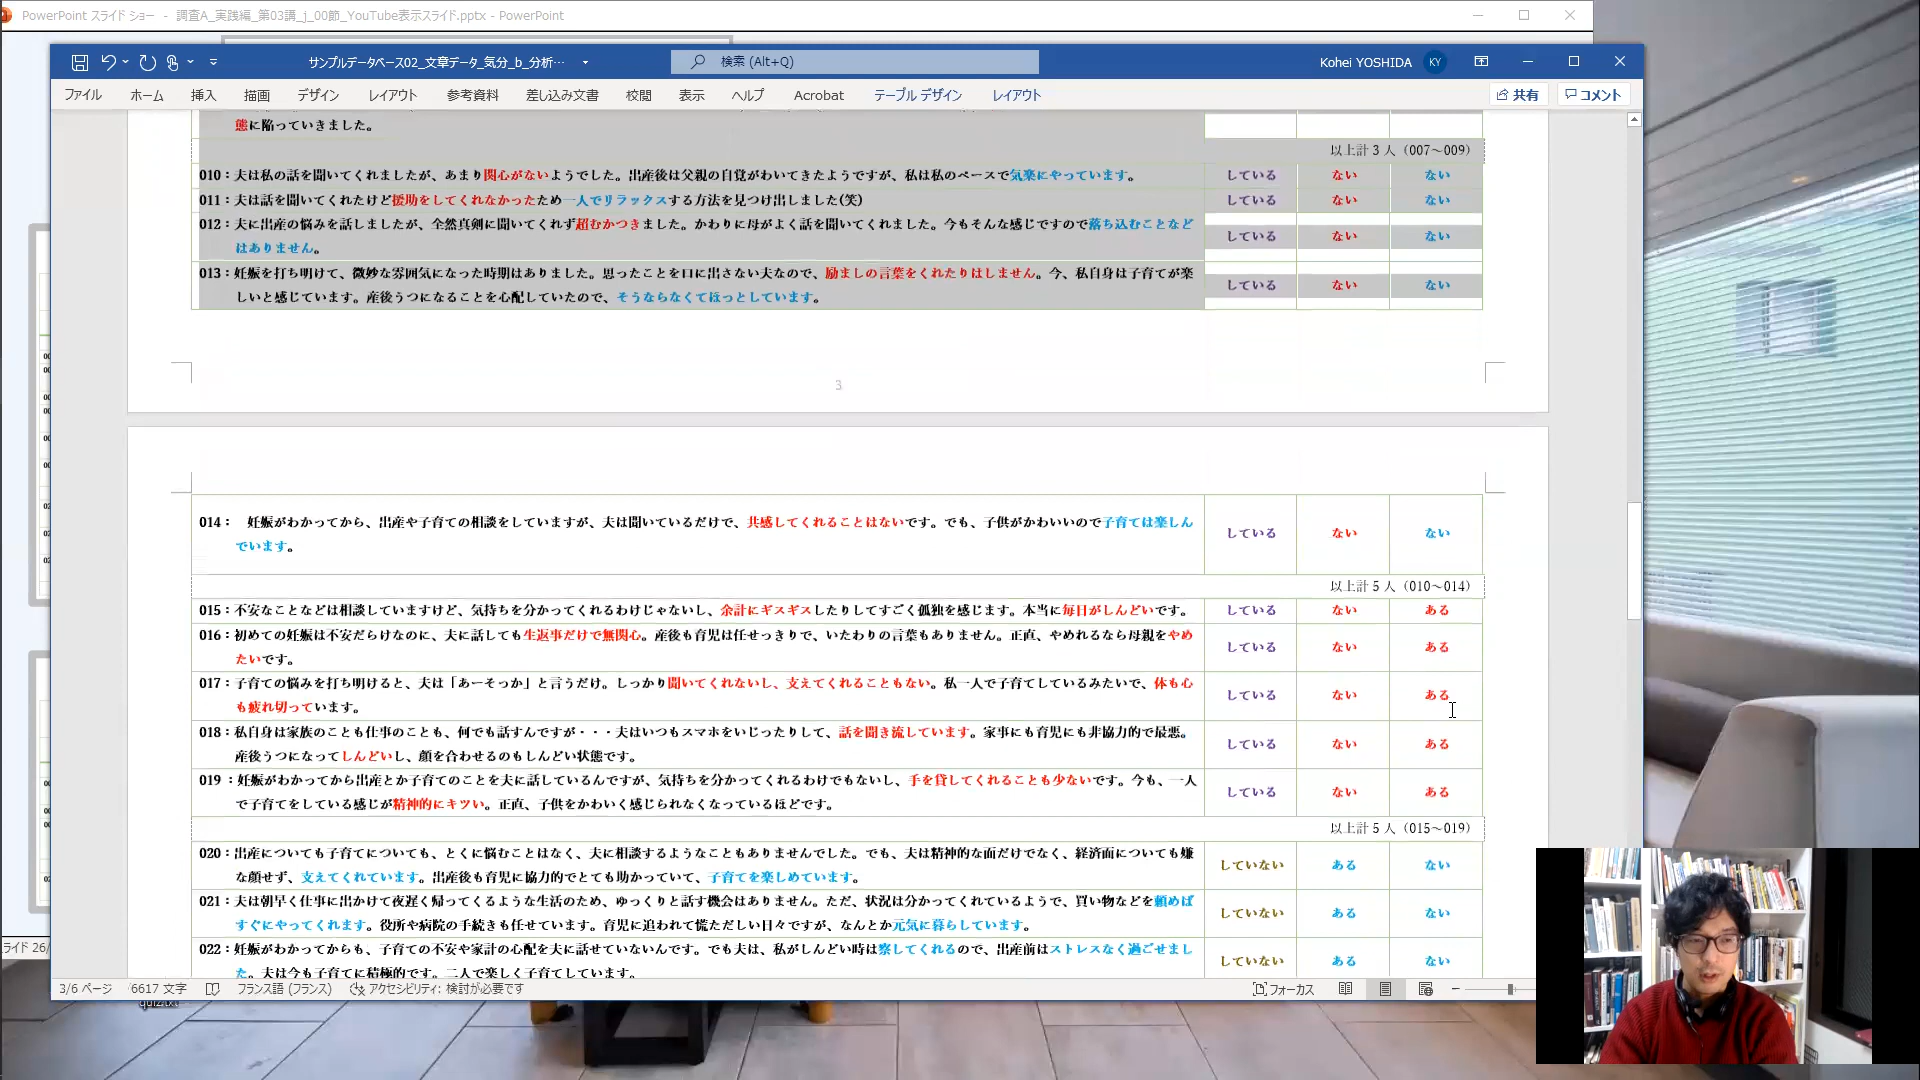 PowerPoint スライド ショー - 調査A_実践編_第03講_j_00節_YouTube表示スライド.pptx - PowerPoint
サンプルデータベース02_文章データ_気分_b_分析…
検索 (Alt+Q)
Kohei YOSHIDA
KY
ファイル ホーム 挿入 描画 デザイン レイアウト 参考資料 差し込み文書 校閲 表示 ヘルプ Acrobat テーブル デザイン レイアウト
共有
コメント
態に陥っていきました。
以上計 3 人（007～009）
010：夫は私の話を聞いてくれましたが、あまり関心がないようでした。出産後は父親の自覚がわいてきたようですが、私は私のペースで気楽にやっています。 している ない ない
011：夫は話を聞いてくれたけど援助をしてくれなかったため一人でリラックスする方法を見つけ出しました(笑) している ない ない
012：夫に出産の悩みを話しましたが、全然真剣に聞いてくれず超むかつきました。かわりに母がよく話を聞いてくれました。今もそんな感じですので落ち込むことなど
はありません。 している ない ない
013：妊娠を打ち明けて、微妙な雰囲気になった時期はありました。思ったことを口に出さない夫なので、励ましの言葉をくれたりはしません。今、私自身は子育てが楽
しいと感じています。産後うつになることを心配していたので、そうならなくてほっとしています。 している ない ない
3
014： 妊娠がわかってから、出産や子育ての相談をしていますが、夫は聞いているだけで、共感してくれることはないです。でも、子供がかわいいので子育ては楽しん
でいます。 している ない ない
以上計 5 人（010～014）
015：不安なことなどは相談していますけど、気持ちを分かってくれるわけじゃないし、余計にギスギスしたりしてすごく孤独を感じます。本当に毎日がしんどいです。 している ない ある
016：初めての妊娠は不安だらけなのに、夫に話しても生返事だけで無関心。産後も育児は任せっきりで、いたわりの言葉もありません。正直、やめれるなら母親をやめ
たいです。 している ない ある
017：子育ての悩みを打ち明けると、夫は「あーそっか」と言うだけ。しっかり聞いてくれないし、支えてくれることもない。私一人で子育てしているみたいで、体も心
も疲れ切っています。 している ない ある
018：私自身は家族のことも仕事のことも、何でも話すんですが・・・夫はいつもスマホをいじったりして、話を聞き流しています。家事にも育児にも非協力的で最悪。
産後うつになってしんどいし、顔を合わせるのもしんどい状態です。 している ない ある
019：妊娠がわかってから出産とか子育てのことを夫に話しているんですが、気持ちを分かってくれるわけでもないし、手を貸してくれることも少ないです。今も、一人
で子育てをしている感じが精神的にキツい。正直、子供をかわいく感じられなくなっているほどです。 している ない ある
以上計 5 人（015～019）
020：出産についても子育てについても、とくに悩むことはなく、夫に相談するようなこともありませんでした。でも、夫は精神的な面だけでなく、経済面についても嫌
な顔せず、支えてくれています。出産後も育児に協力的でとても助かっていて、子育てを楽しめています。 していない ある ない
021：夫は朝早く仕事に出かけて夜遅く帰ってくるような生活のため、ゆっくりと話す機会はありません。ただ、状況は分かってくれているようで、買い物などを頼めば
すぐにやってくれます。役所や病院の手続きも任せています。育児に追われて慌ただしい日々ですが、なんとか元気に暮らしています。 していない ある ない
022：妊娠がわかってからも、子育ての不安や家計の心配を夫に話せていないんです。でも夫は、私がしんどい時は察してくれるので、出産前はストレスなく過ごせまし
た。夫は今も子育てに積極的です。二人で楽しく子育てしています。 していない ある ない
3/6 ページ 6617 文字 フランス語 (フランス) アクセシビリティ: 検討が必要です フォーカス
quiz.txt